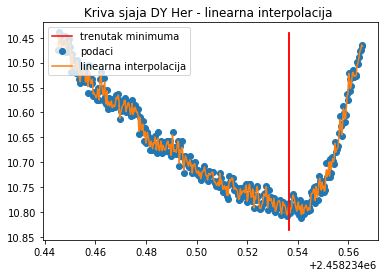 Kriva sjaja DY Her - linearna interpolacija
trenutak minimuma
podaci
linearna interpolacija
10.45
10.50
10.55
10.60
10.65
10.70
10.75
10.80
10.85
0.44 0.46 0.48 0.50 0.52 0.54 0.56
+2.458234e6